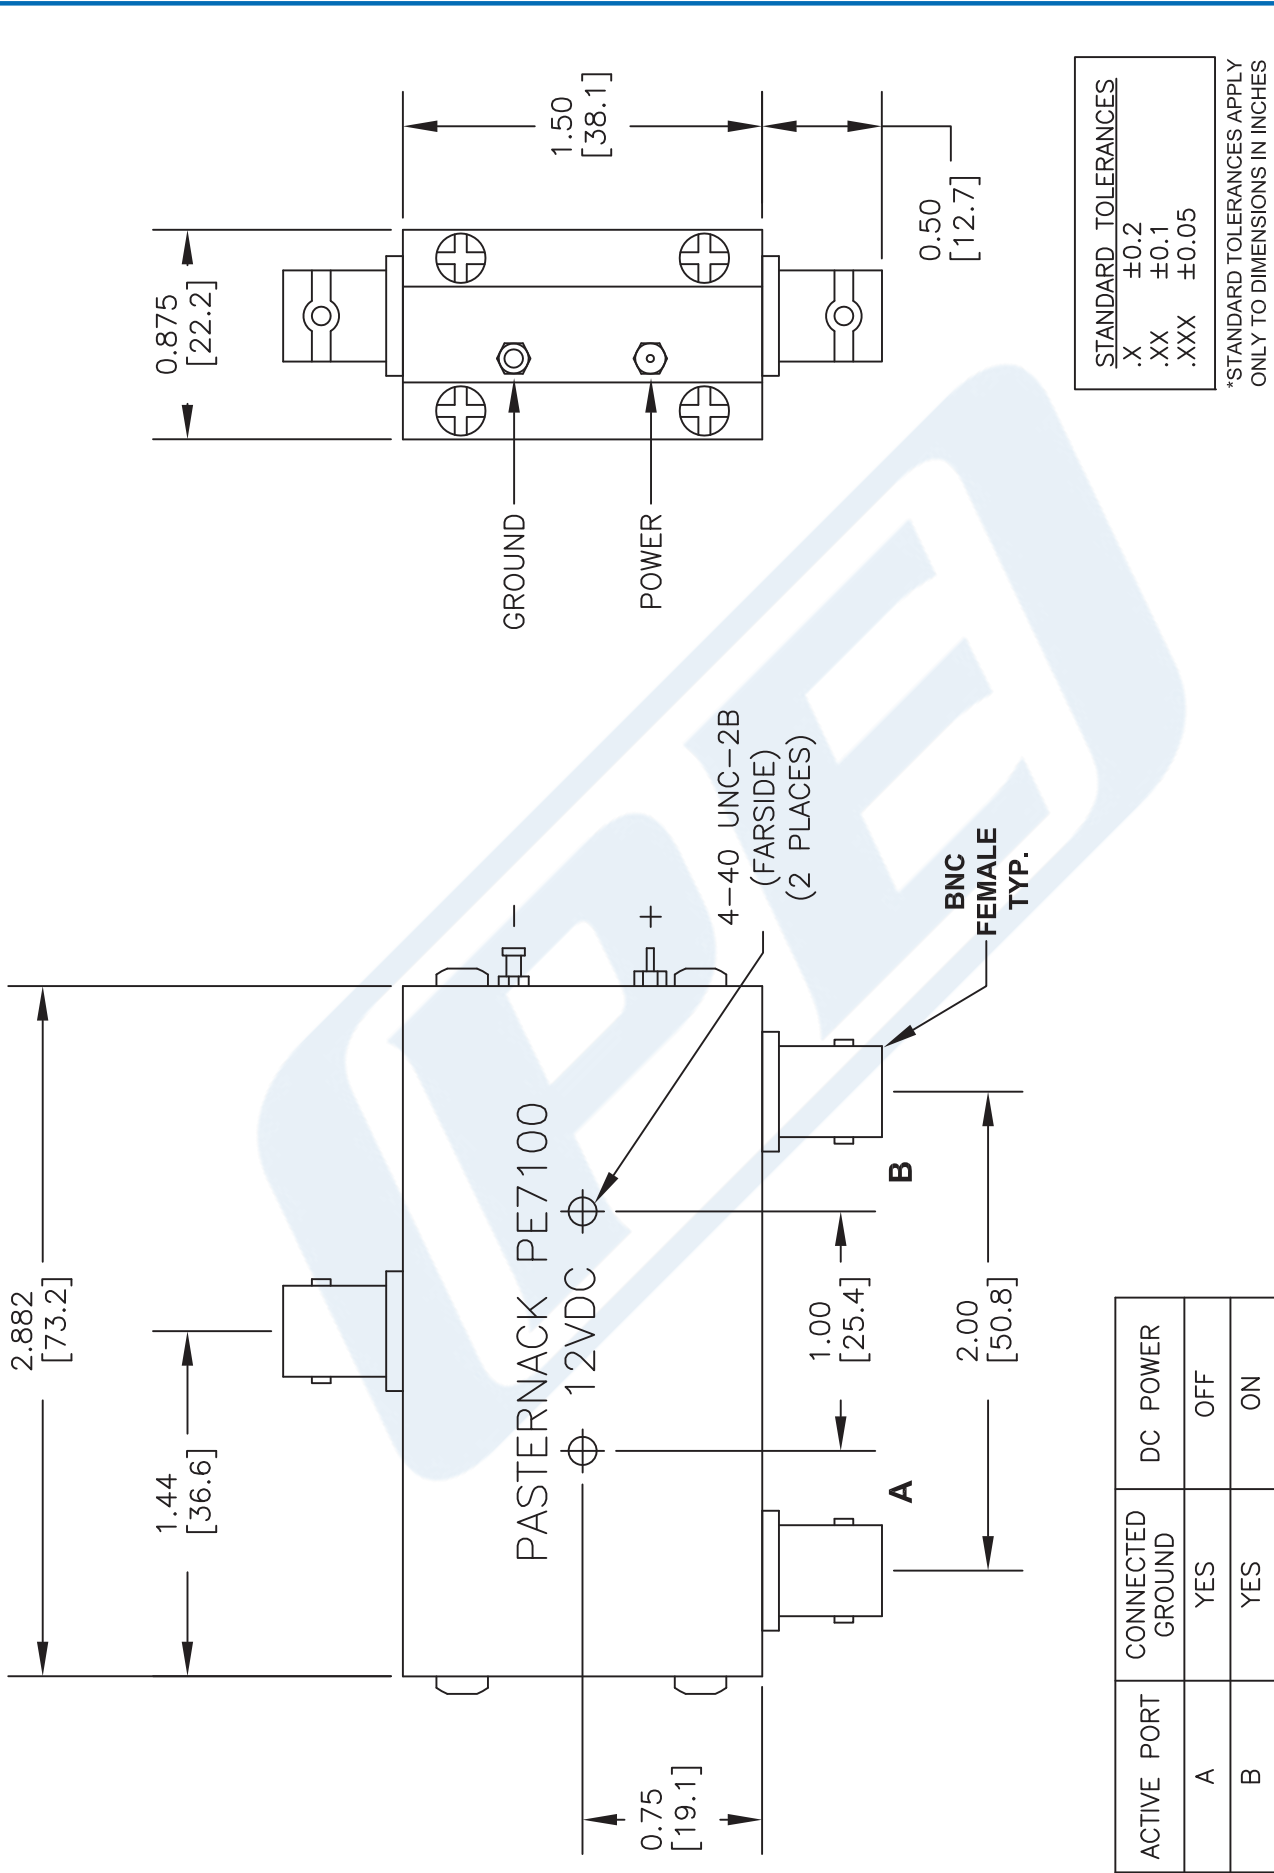 2.882
[73.2]
1.44
[36.6]
0.875
[22.2]
PASTERNACK PE7100
12VDC
–
+
GROUND
POWER
1.50
[38.1]
0.50
[12.7]
0.75
[19.1]
4–40 UNC–2B
(FARSIDE)
(2 PLACES)
A
B
1.00
[25.4]
2.00
[50.8]
BNC
FEMALE
TYP.
ACTIVE PORT CONNECTED GROUND DC POWER
A YES OFF
B YES ON
STANDARD TOLERANCES
.X ±0.2
.XX ±0.1
.XXX ±0.05
*STANDARD TOLERANCES APPLY
ONLY TO DIMENSIONS IN INCHES
PE